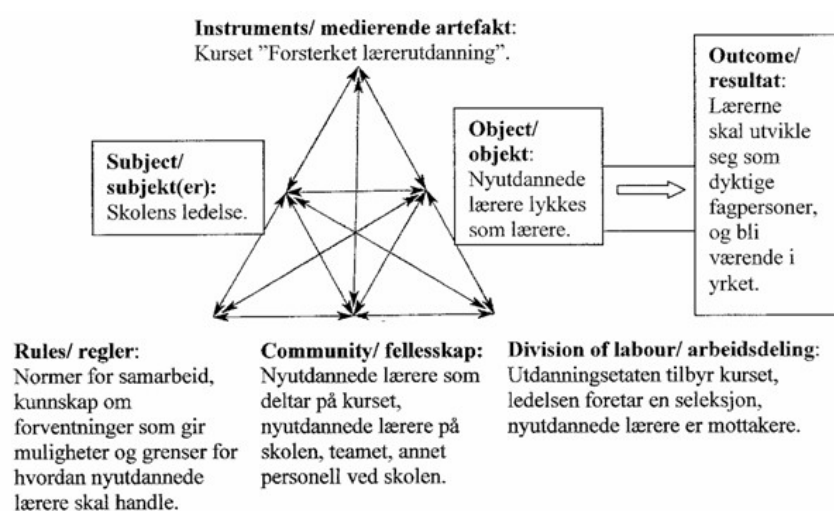 Instruments/ medierende artefakt:
Kurset "Forsterket lærerutdanning".
Subject/
subjekt(er):
Skolens ledelse.
Object/
objekt:
Nyutdannede
lærere lykkes
som lærere.
Outcome/
resultat:
Lærerne
skal utvikle
seg som
dyktige
fagpersoner,
og bli
værende i
yrket.
Rules/ regler:
Normer for samarbeid,
kunnskap om
forventninger som gir
muligheter og grenser for
hvordan nyutdannede
lærere skal handle.
Community/ fellesskap:
Nyutdannede lærere som
deltar på kurset,
nyutdannede lærere på
skolen, teamet, annet
personell ved skolen.
Division of labour/ arbeidsdeling:
Utdanningsetaten tilbyr kurset,
ledelsen foretar en seleksjon,
nyutdannede lærere er mottakere.